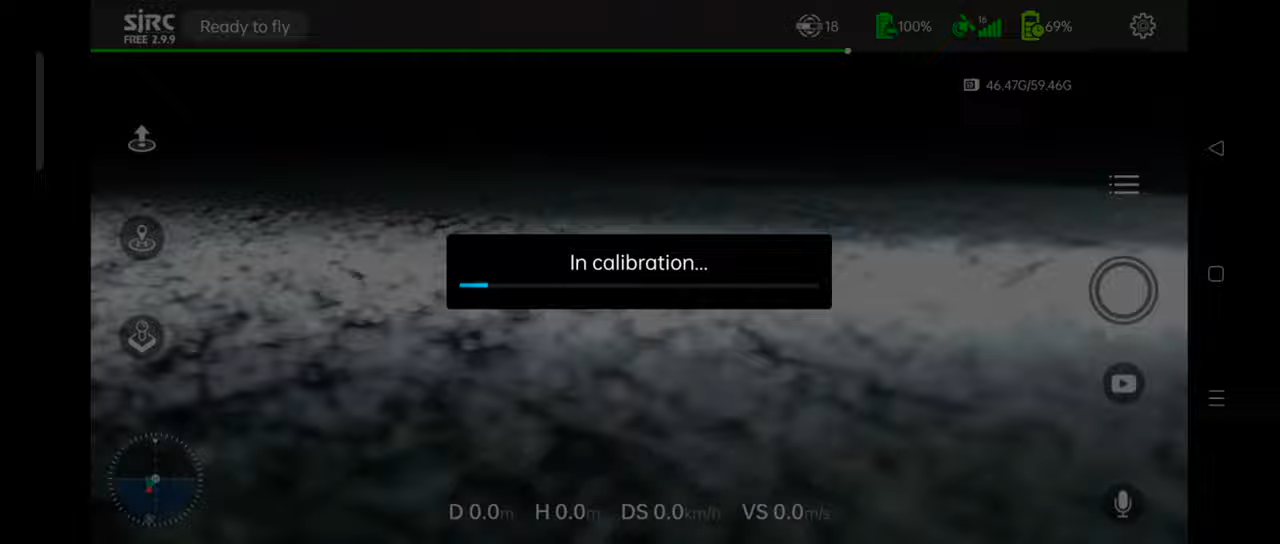 SJRC
FREE 2.9.9
Ready to fly
18
100%
16
69%
46.47G/59.46G
In calibration...
D 0.0m H 0.0m DS 0.0km/h VS 0.0m/s